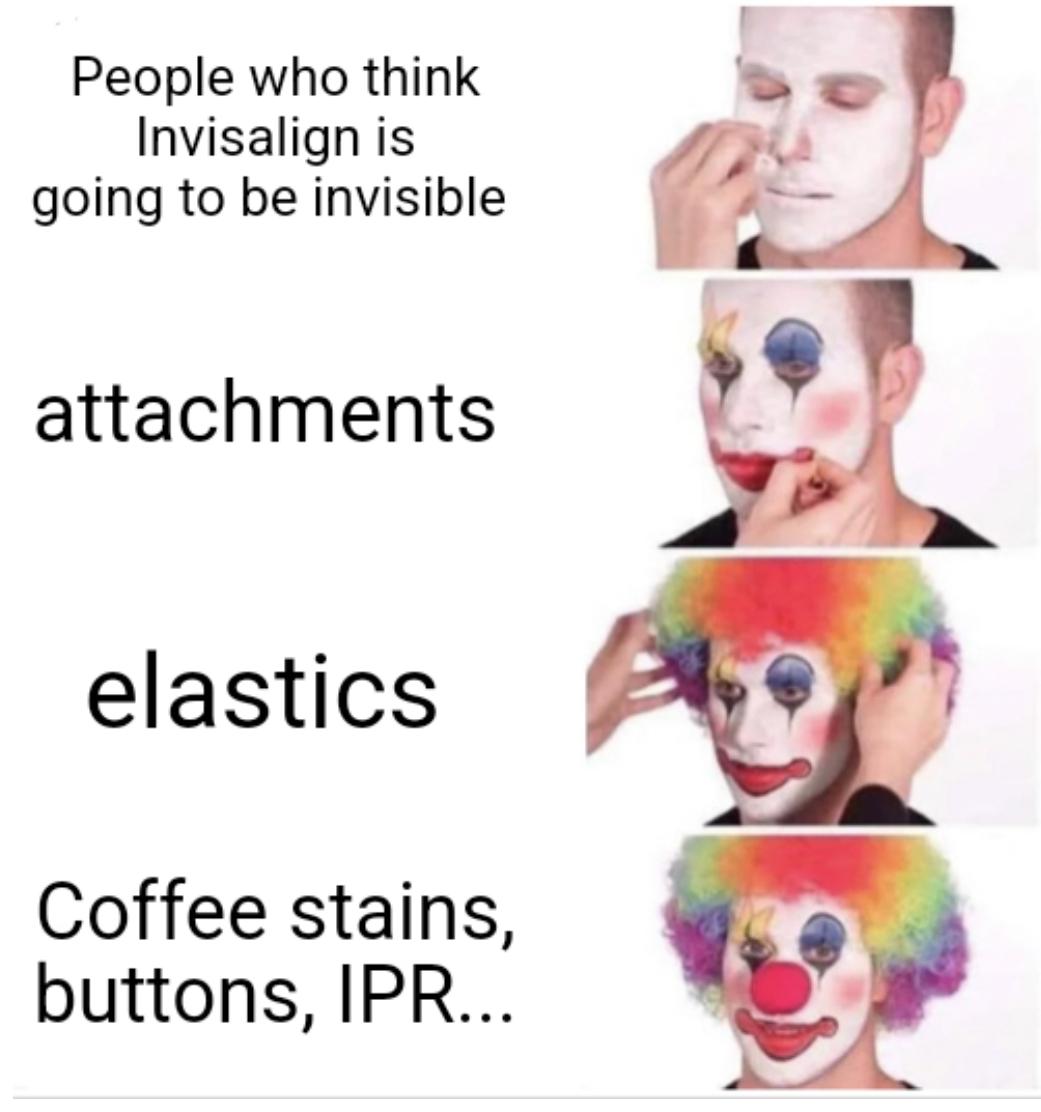 People who think
Invisalign is
going to be invisible
attachments
elastics
Coffee stains,
buttons, IPR...